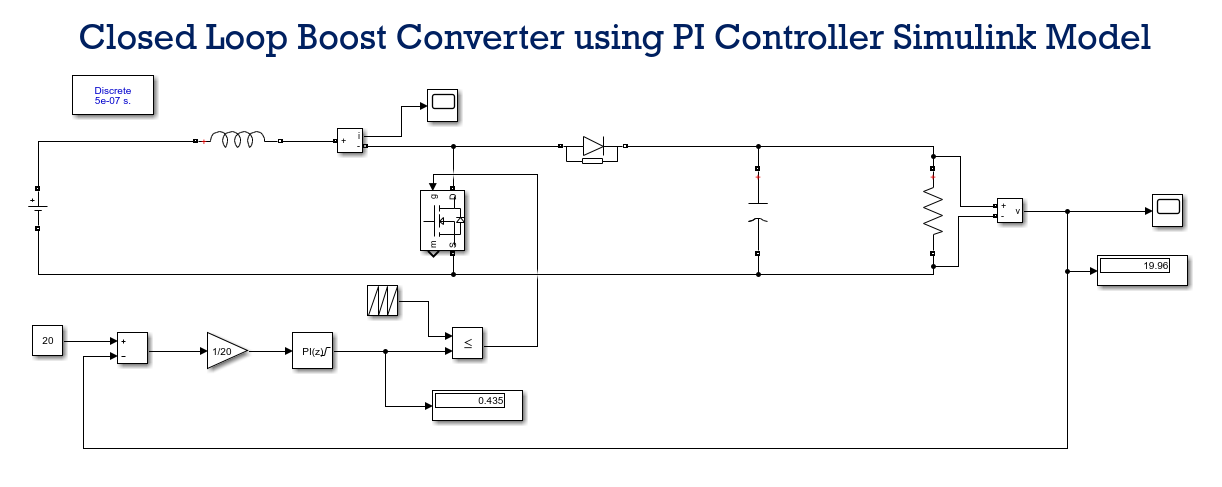 Closed Loop Boost Converter using PI Controller Simulink Model
Discrete
5e-07 s.
+
i
-
+
g
D
m
S
+
-
v
19.96
20
+
−
1/20
PI(z)
≤
0.435